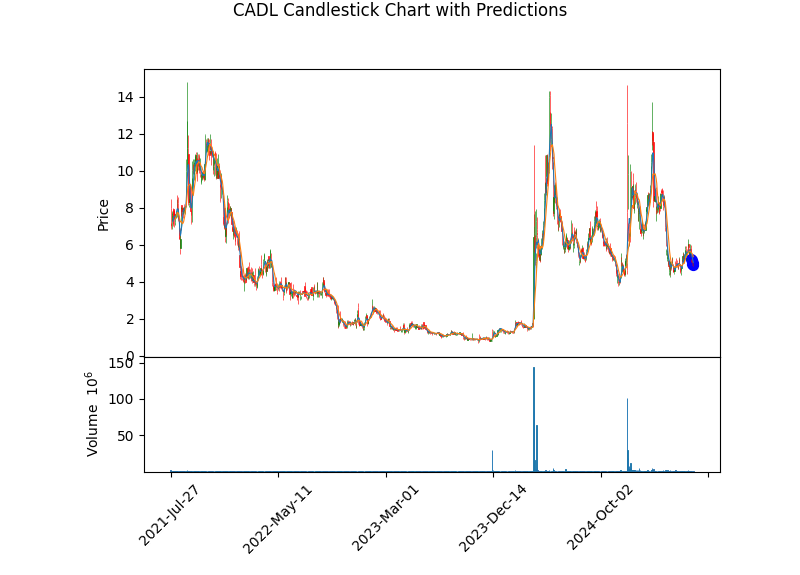 CADL Candlestick Chart with Predictions
Price
14
12
10
8
6
4
2
0
Volume 10^6
150
100
50
2021-Jul-27
2022-May-11
2023-Mar-01
2023-Dec-14
2024-Oct-02